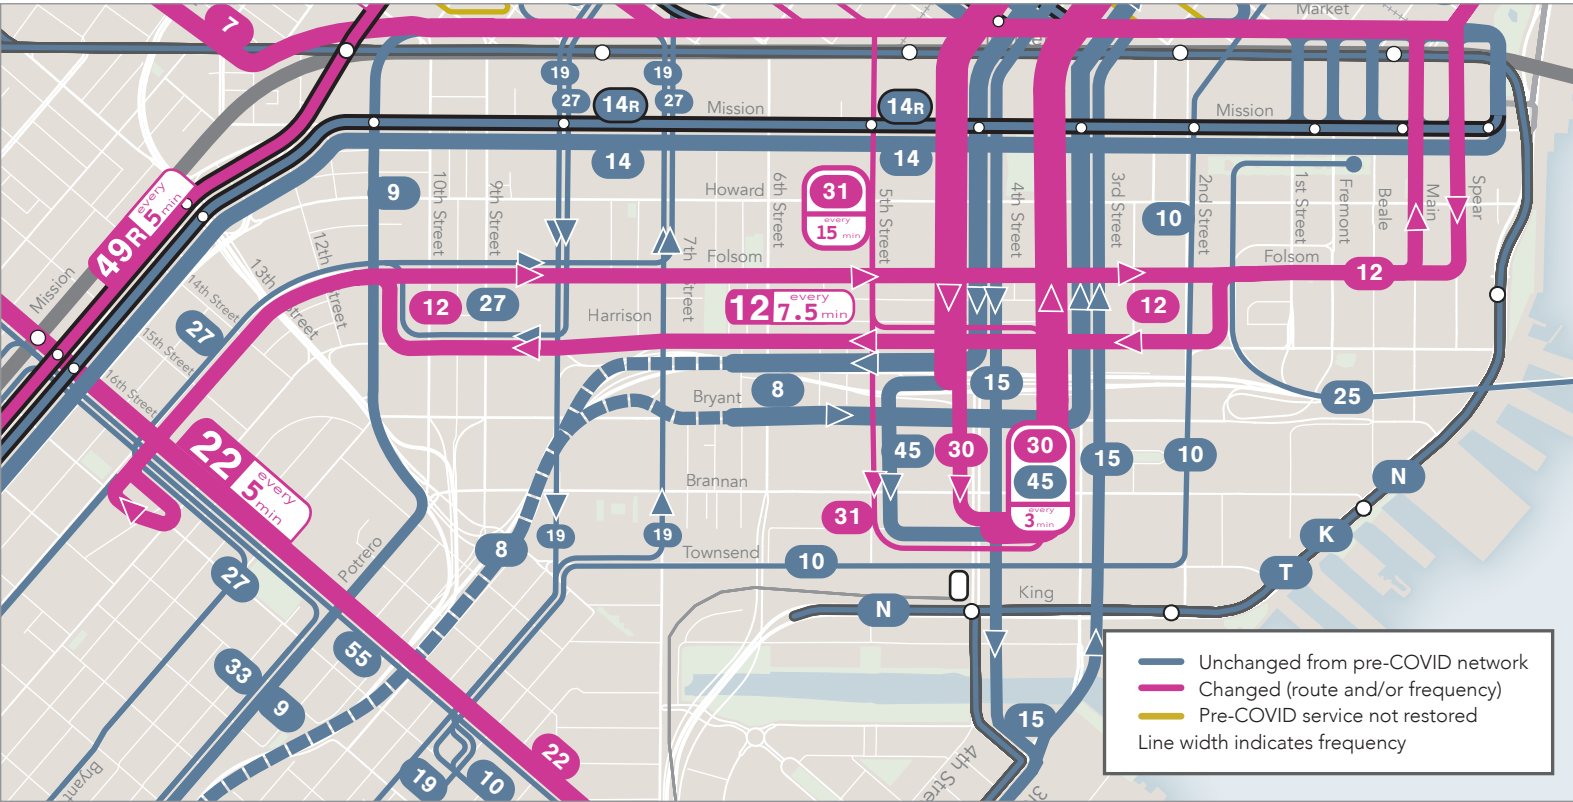 Market
7
19
19
27
27
14R
14R
Mission
Mission
14
14
9
10th Street
9th Street
Howard
6th Street
31
every
15 min
5th Street
4th Street
3rd Street
10
2nd Street
1st Street
Fremont
Beale
Main
Spear
49R
every
5 min
Mission
12th Street
13th Street
14th Street
15th Street
16th Street
7th Street
Folsom
Folsom
12
12
27
12
every
7.5 min
12
Harrison
27
8
15
25
Bryant
22
every
5 min
45
30
30
45
every
3 min
15
10
N
Brannan
31
K
8
19
19
Townsend
10
T
Potrero
27
N
King
55
33
9
15
22
19
10
Bryant
4th Stre
3r
Unchanged from pre-COVID network
Changed (route and/or frequency)
Pre-COVID service not restored
Line width indicates frequency